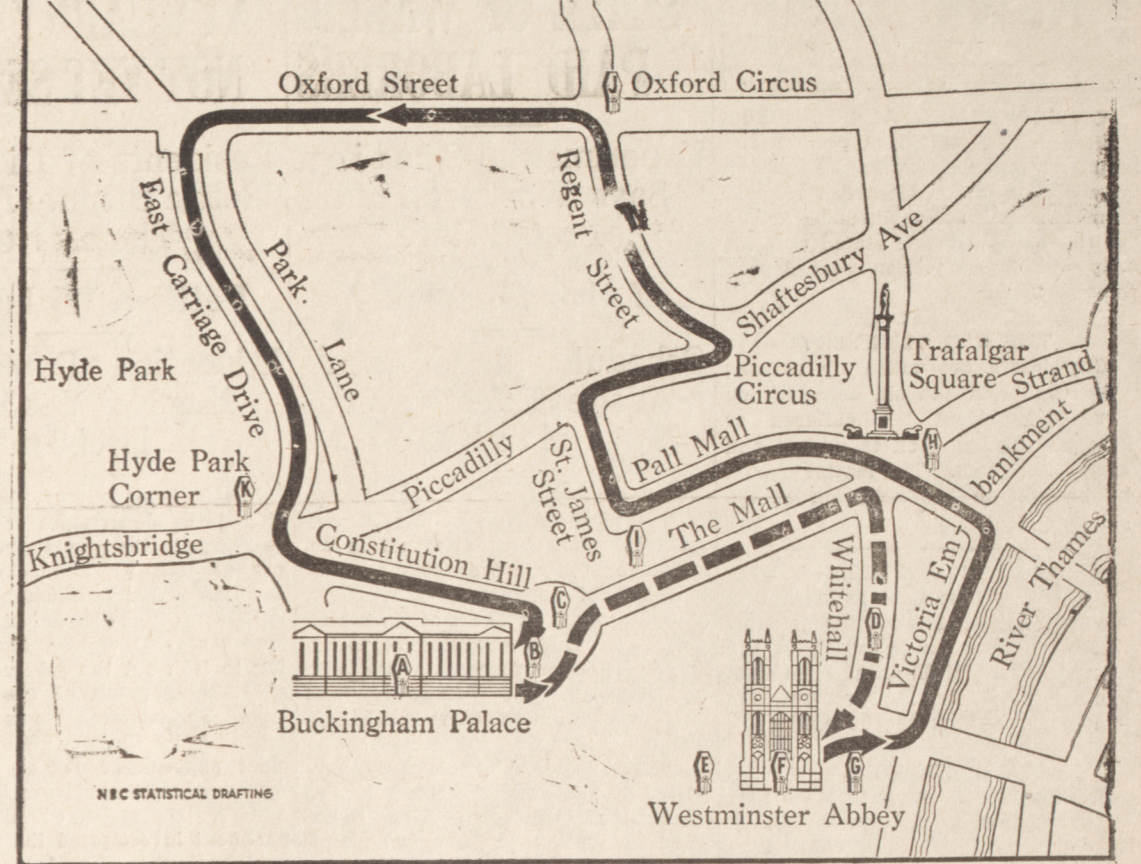 Oxford Street
J
Oxford Circus
Regent Street
East Carriage Drive
Park Lane
Shaftesbury Ave
Hyde Park
Trafalgar
Square
Strand
Piccadilly
Circus
Hyde Park
Corner
K
Piccadilly
St. James
Street
Pall Mall
H
Victoria Embankment
Knightsbridge
Constitution Hill
I
The Mall
Whitehall
River Thames
C
D
B
A
Buckingham Palace
E
F
G
Westminster Abbey
NBC STATISTICAL DRAFTING